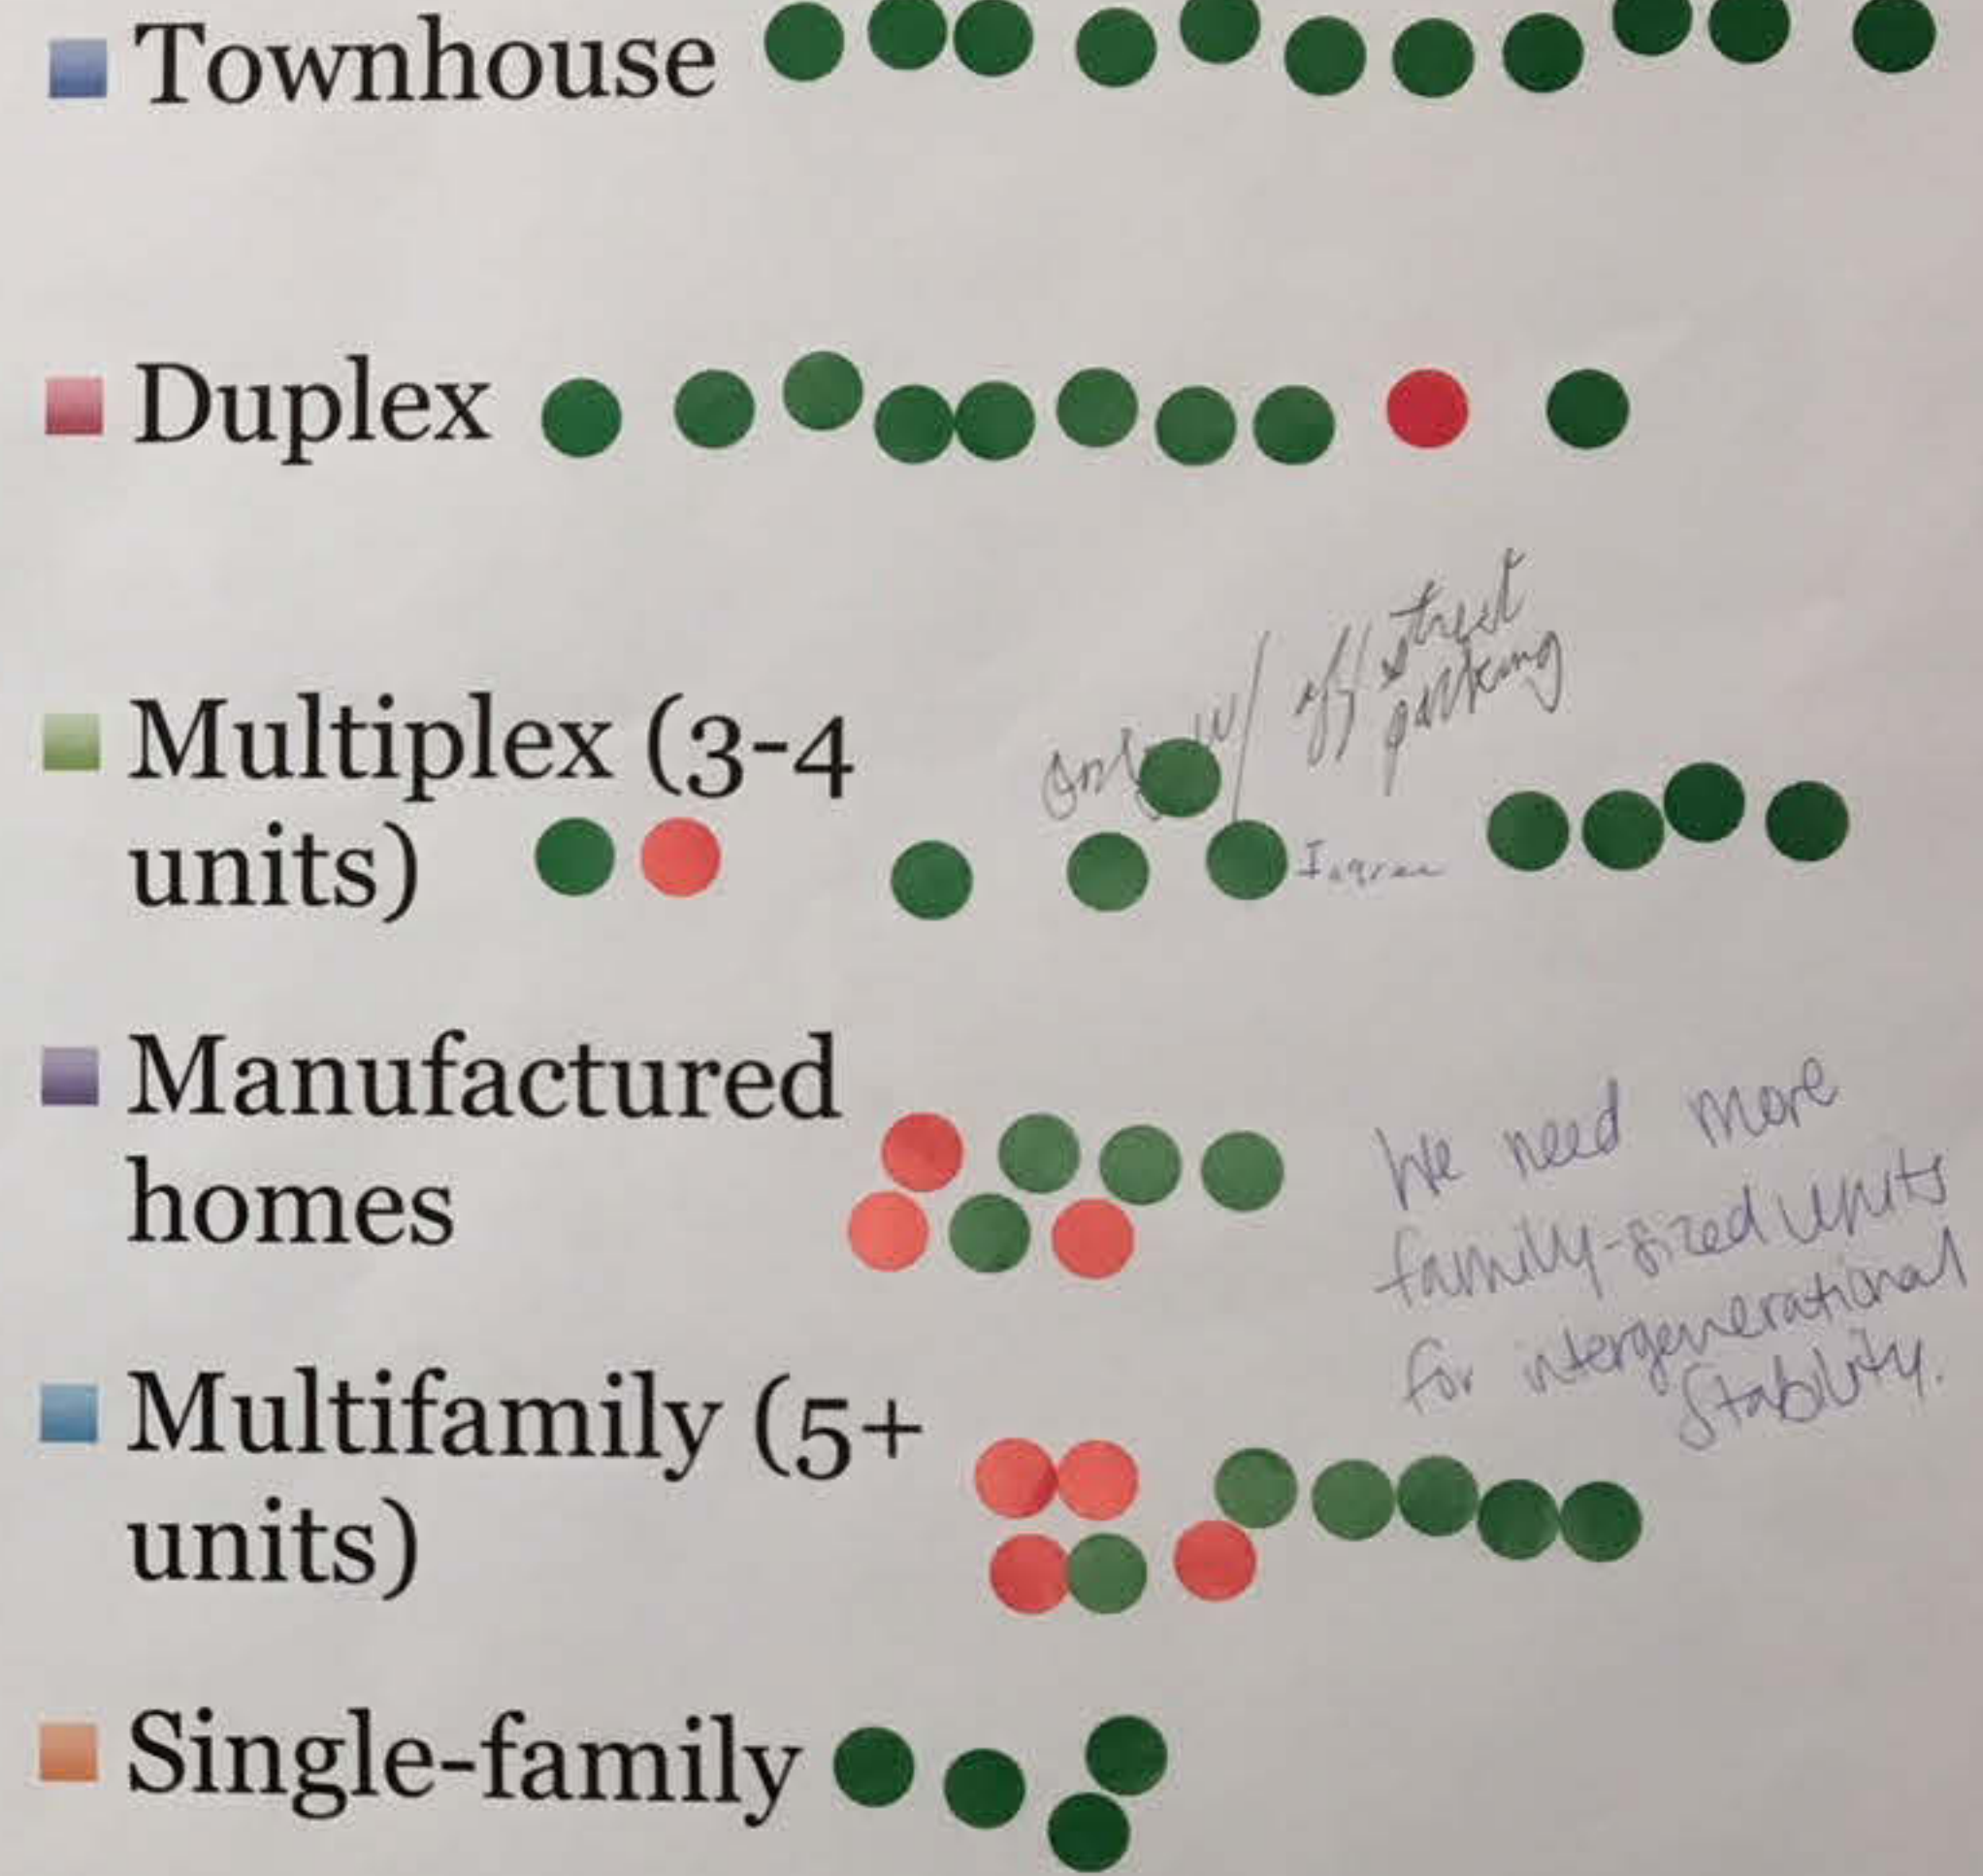 Townhouse
Duplex
only w/ off street
parking
Multiplex (3-4
units)
I agree
Manufactured
homes
We need more
family-sized units
for intergenerational
stability.
Multifamily (5+
units)
Single-family